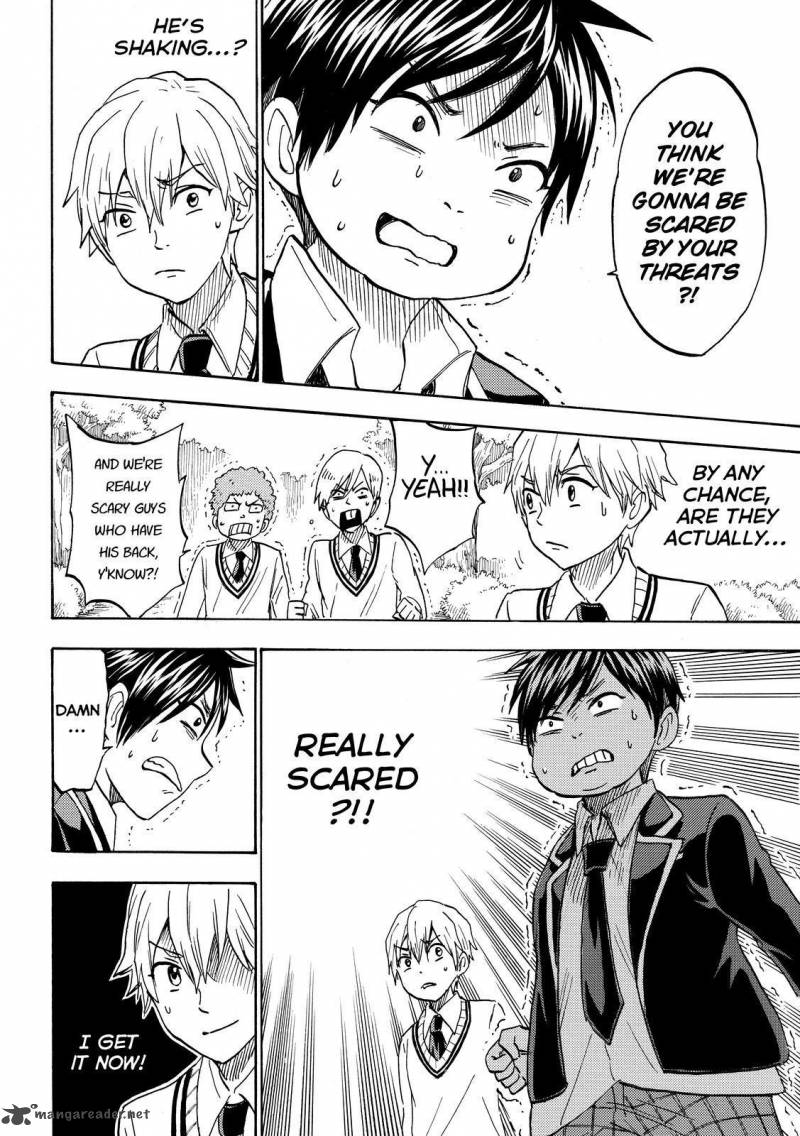 HE'S
SHAKING...?
YOU
THINK
WE'RE
GONNA BE
SCARED
BY YOUR
THREATS
?!
AND WE'RE
REALLY
SCARY GUYS
WHO HAVE
HIS BACK,
Y'KNOW?!
Y...
YEAH!!
BY ANY
CHANCE,
ARE THEY
ACTUALLY...
DAMN
...
REALLY
SCARED
?!!
I GET
IT NOW!
mangareader.net